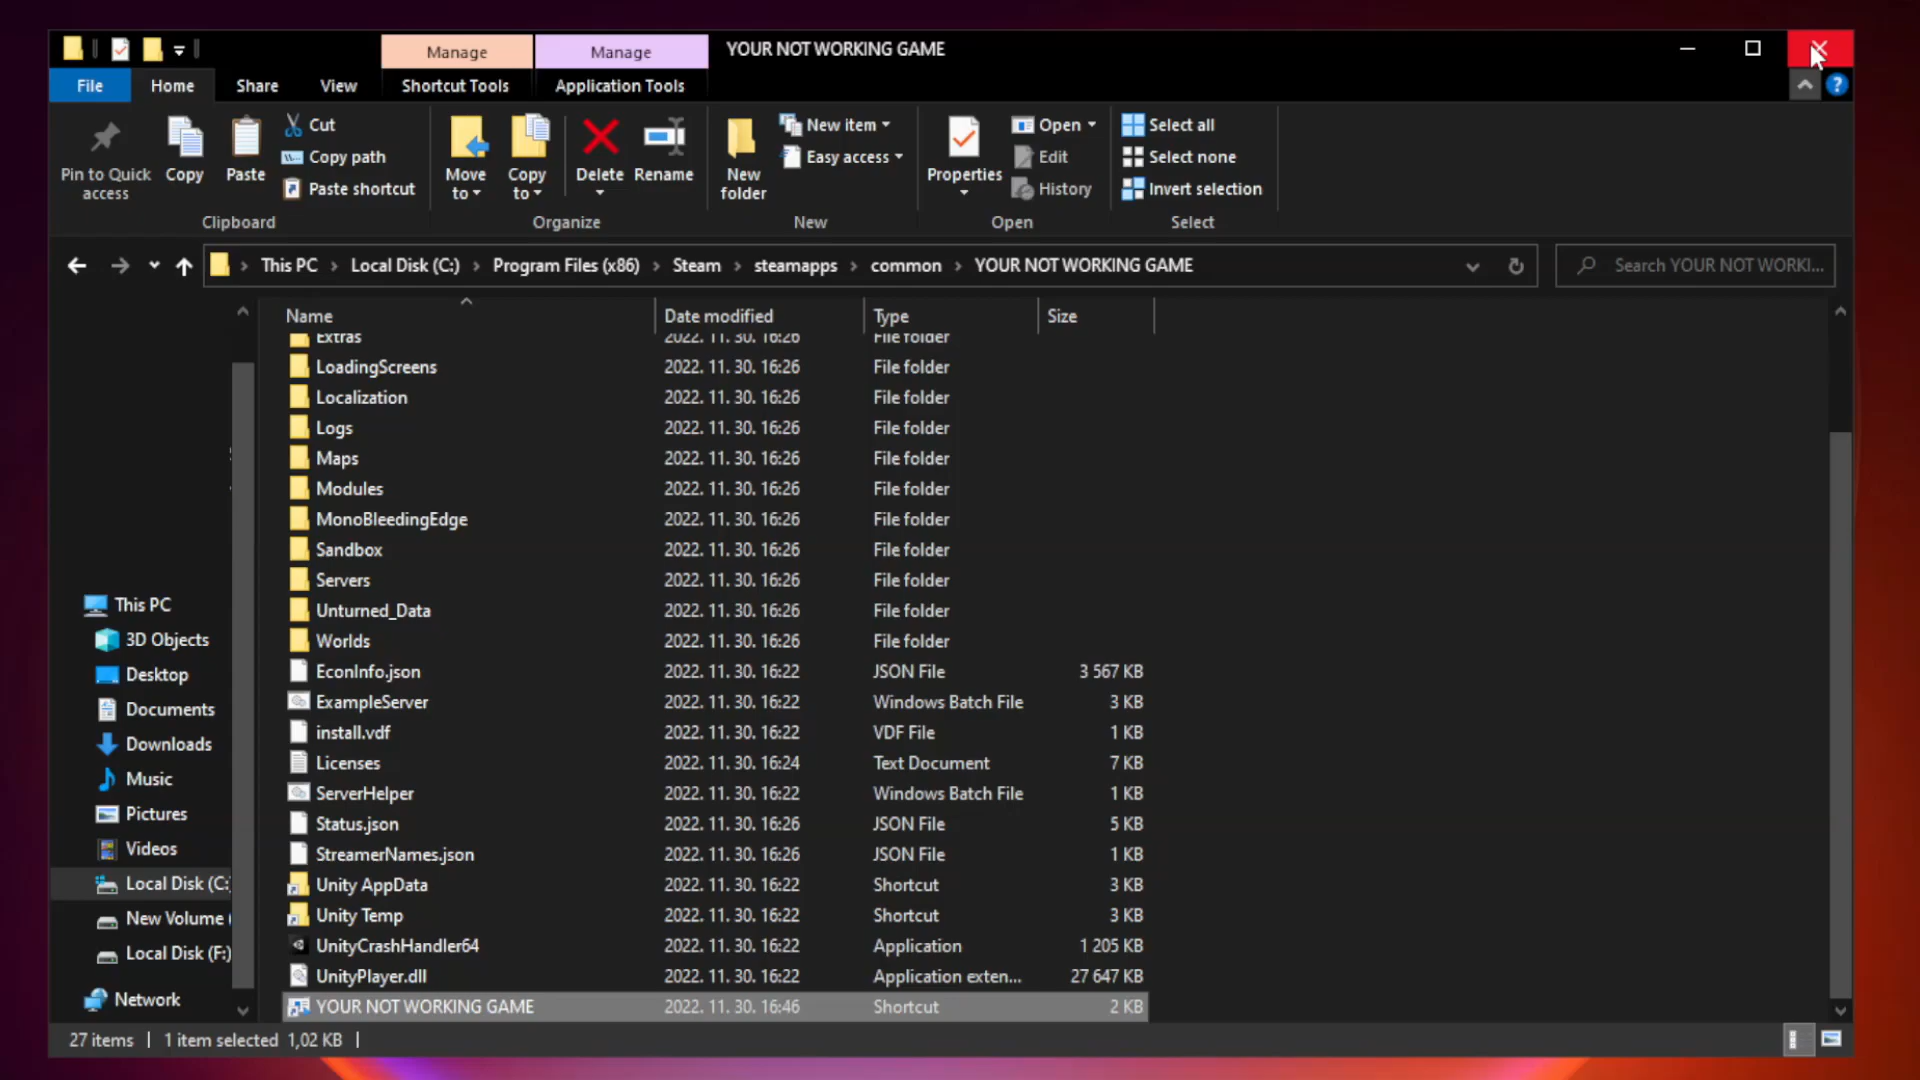 Manage Manage YOUR NOT WORKING GAME
File Home Share View Shortcut Tools Application Tools
Pin to Quick access
Copy
Paste
Cut
Copy path
Paste shortcut
Clipboard
Move to
Copy to
Delete
Rename
Organize
New folder
New item
Easy access
New
Properties
Open
Edit
History
Open
Select all
Select none
Invert selection
Select
This PC > Local Disk (C:) > Program Files (x86) > Steam > steamapps > common > YOUR NOT WORKING GAME
Search YOUR NOT WORKI...
Name Date modified Type Size
Extras 2022. 11. 30. 16:26 File folder
LoadingScreens 2022. 11. 30. 16:26 File folder
Localization 2022. 11. 30. 16:26 File folder
Logs 2022. 11. 30. 16:26 File folder
Maps 2022. 11. 30. 16:26 File folder
Modules 2022. 11. 30. 16:26 File folder
MonoBleedingEdge 2022. 11. 30. 16:26 File folder
Sandbox 2022. 11. 30. 16:26 File folder
Servers 2022. 11. 30. 16:26 File folder
Unturned_Data 2022. 11. 30. 16:26 File folder
Worlds 2022. 11. 30. 16:26 File folder
EconInfo.json 2022. 11. 30. 16:22 JSON File 3 567 KB
ExampleServer 2022. 11. 30. 16:22 Windows Batch File 3 KB
install.vdf 2022. 11. 30. 16:22 VDF File 1 KB
Licenses 2022. 11. 30. 16:24 Text Document 7 KB
ServerHelper 2022. 11. 30. 16:22 Windows Batch File 1 KB
Status.json 2022. 11. 30. 16:26 JSON File 5 KB
StreamerNames.json 2022. 11. 30. 16:26 JSON File 1 KB
Unity AppData 2022. 11. 30. 16:22 Shortcut 3 KB
Unity Temp 2022. 11. 30. 16:22 Shortcut 3 KB
UnityCrashHandler64 2022. 11. 30. 16:22 Application 1 205 KB
UnityPlayer.dll 2022. 11. 30. 16:22 Application exten... 27 647 KB
YOUR NOT WORKING GAME 2022. 11. 30. 16:46 Shortcut 2 KB
This PC
3D Objects
Desktop
Documents
Downloads
Music
Pictures
Videos
Local Disk (C:)
New Volume (
Local Disk (F:)
Network
27 items | 1 item selected 1,02 KB |